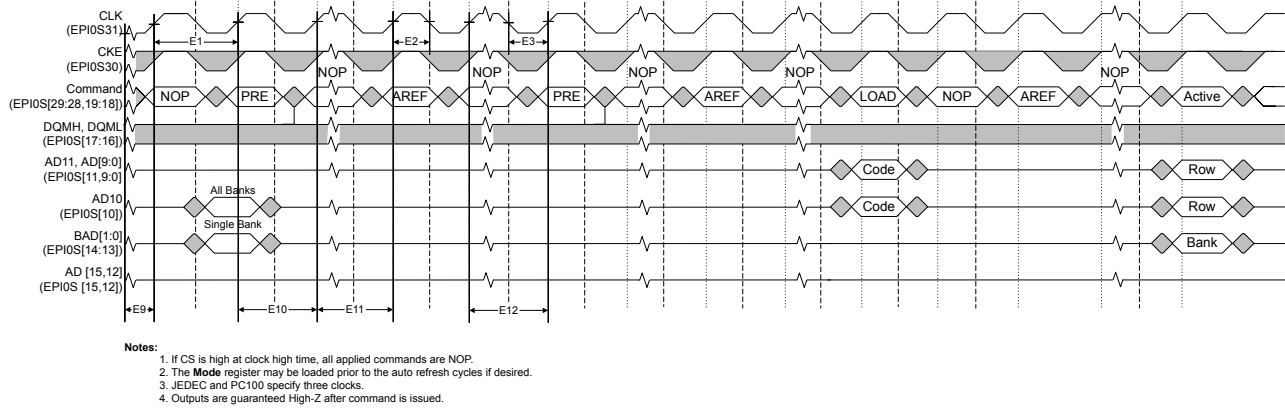 CLK
(EPI0S31)
E1
E2
E3
CKE
(EPI0S30)
NOP
NOP
NOP
NOP
NOP
Command
(EPI0S[29:28,19:18])
NOP
PRE
AREF
PRE
AREF
LOAD
NOP
AREF
Active
DQMH, DQML
(EPI0S[17:16])
AD11, AD[9:0]
(EPI0S[11,9:0]
Code
Row
AD10
(EPI0S[10])
All Banks
Code
Row
BAD[1:0]
(EPI0S[14:13])
Single Bank
Bank
AD [15,12]
(EPI0S [15,12])
E9
E10
E11
E12
Notes:
1. If CS is high at clock high time, all applied commands are NOP.
2. The Mode register may be loaded prior to the auto refresh cycles if desired.
3. JEDEC and PC100 specify three clocks.
4. Outputs are guaranteed High-Z after command is issued.